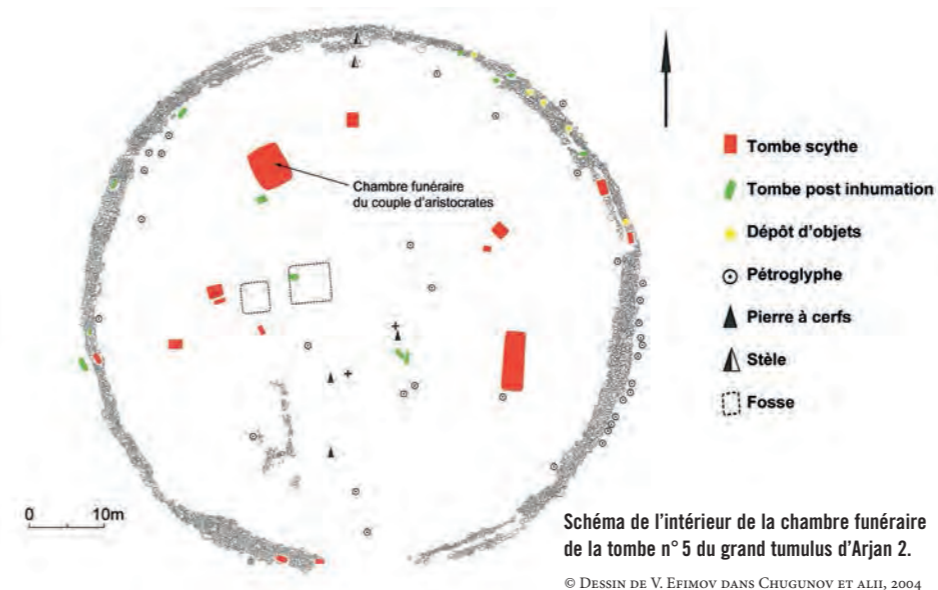 Chambre funéraire
du couple d'aristocrates
Tombe scythe
Tombe post inhumation
Dépôt d'objets
Pétroglyphe
Pierre à cerfs
Stèle
Fosse
0 10m
Schéma de l'intérieur de la chambre funéraire
de la tombe n° 5 du grand tumulus d'Arjan 2.
© Dessin de V. Efimov dans Chugunov et alii, 2004